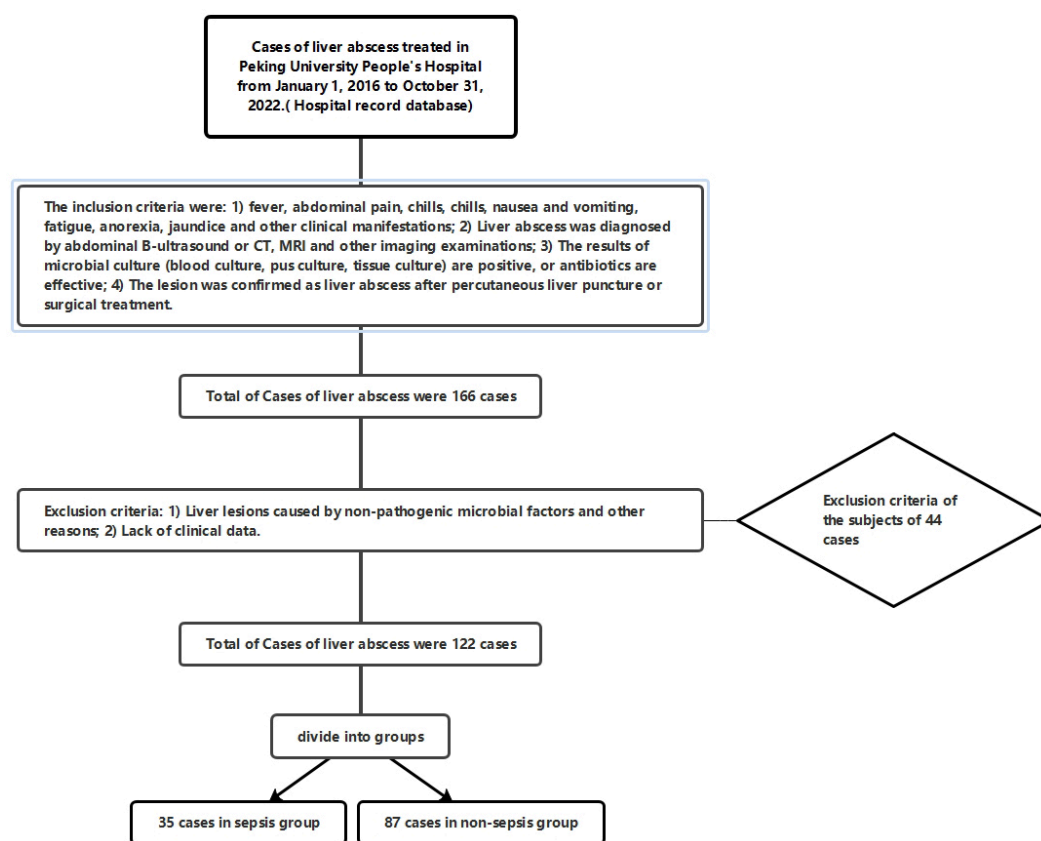 Cases of liver abscess treated in
Peking University People's Hospital
from January 1, 2016 to October 31,
2022.( Hospital record database)
The inclusion criteria were: 1) fever, abdominal pain, chills, chills, nausea and vomiting,
fatigue, anorexia, jaundice and other clinical manifestations; 2) Liver abscess was diagnosed
by abdominal B-ultrasound or CT, MRI and other imaging examinations; 3) The results of
microbial culture (blood culture, pus culture, tissue culture) are positive, or antibiotics are
effective; 4) The lesion was confirmed as liver abscess after percutaneous liver puncture or
surgical treatment.
Total of Cases of liver abscess were 166 cases
Exclusion criteria: 1) Liver lesions caused by non-pathogenic microbial factors and other
reasons; 2) Lack of clinical data.
Exclusion criteria of
the subjects of 44
cases
Total of Cases of liver abscess were 122 cases
divide into groups
35 cases in sepsis group
87 cases in non-sepsis group